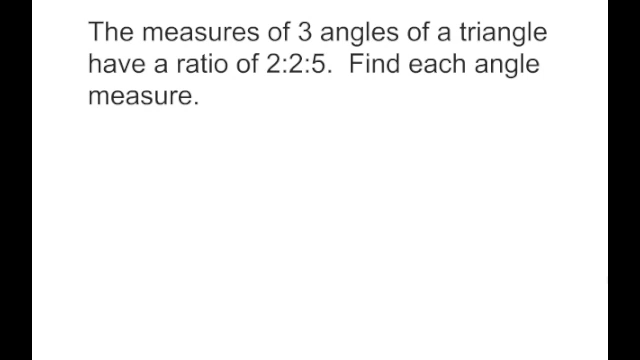 The measures of 3 angles of a triangle
have a ratio of 2:2:5.  Find each angle
measure.